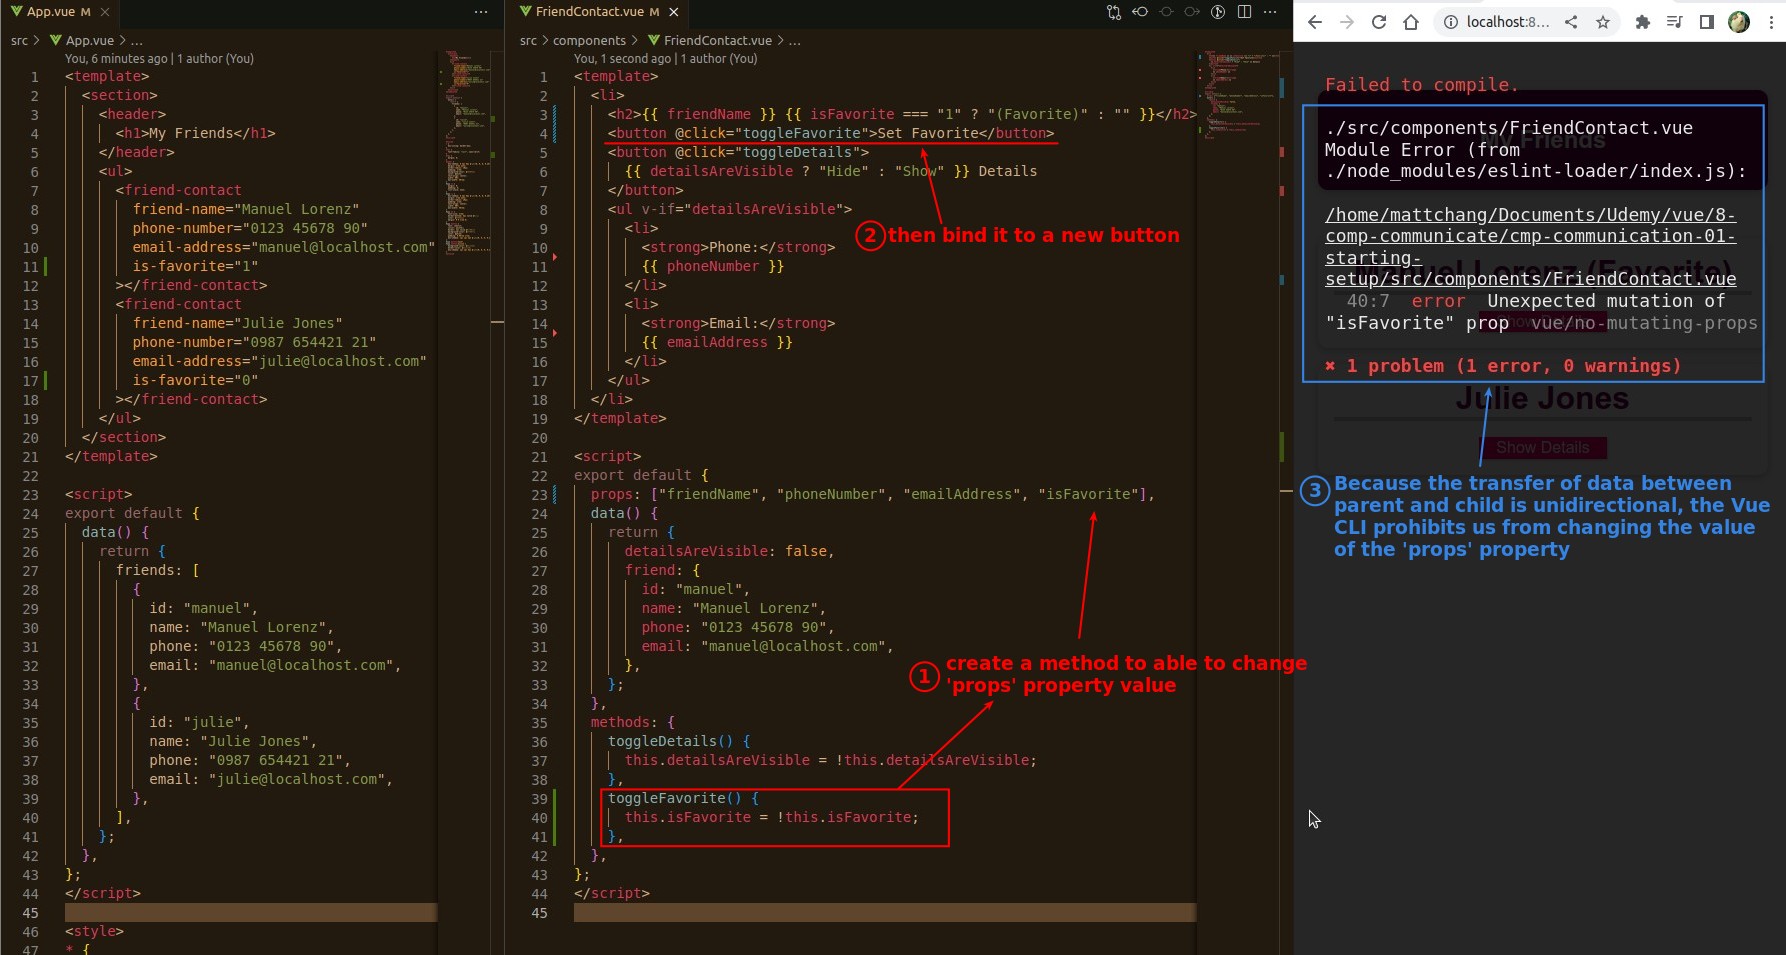 App.vue M
src > App.vue > ...
You, 6 minutes ago | 1 author (You)
1 <template>
2 <section>
3 <header>
4 <h1>My Friends</h1>
5 </header>
6 <ul>
7 <friend-contact
8 friend-name="Manuel Lorenz"
9 phone-number="0123 45678 90"
10 email-address="manuel@localhost.com"
11 is-favorite="1"
12 ></friend-contact>
13 <friend-contact
14 friend-name="Julie Jones"
15 phone-number="0987 654421 21"
16 email-address="julie@localhost.com"
17 is-favorite="0"
18 ></friend-contact>
19 </ul>
20 </section>
21 </template>
22
23 <script>
24 export default {
25 data() {
26 return {
27 friends: [
28 {
29 id: "manuel",
30 name: "Manuel Lorenz",
31 phone: "0123 45678 90",
32 email: "manuel@localhost.com",
33 },
34 {
35 id: "julie",
36 name: "Julie Jones",
37 phone: "0987 654421 21",
38 email: "julie@localhost.com",
39 },
40 ],
41 };
42 },
43 };
44 </script>
45
46 <style>
47 * {
FriendContact.vue M
src > components > FriendContact.vue > ...
You, 1 second ago | 1 author (You)
1 <template>
2 <li>
3 <h2>{{ friendName }} {{ isFavorite === "1" ? "(Favorite)" : "" }}</h2>
4 <button @click="toggleFavorite">Set Favorite</button>
5 <button @click="toggleDetails">
6 {{ detailsAreVisible ? "Hide" : "Show" }} Details
7 </button>
8 <ul v-if="detailsAreVisible">
9 <li>
10 <strong>Phone:</strong>
11 {{ phoneNumber }}
12 </li>
13 <li>
14 <strong>Email:</strong>
15 {{ emailAddress }}
16 </li>
17 </ul>
18 </li>
19 </template>
20
21 <script>
22 export default {
23 props: ["friendName", "phoneNumber", "emailAddress", "isFavorite"],
24 data() {
25 return {
26 detailsAreVisible: false,
27 friend: {
28 id: "manuel",
29 name: "Manuel Lorenz",
30 phone: "0123 45678 90",
31 email: "manuel@localhost.com",
32 },
33 };
34 },
35 methods: {
36 toggleDetails() {
37 this.detailsAreVisible = !this.detailsAreVisible;
38 },
39 toggleFavorite() {
40 this.isFavorite = !this.isFavorite;
41 },
42 },
43 };
44 </script>
45
② then bind it to a new button
① create a method to able to change
'props' property value
localhost:8...
Failed to compile.
./src/components/FriendContact.vue
My Friends
Module Error (from
./node_modules/eslint-loader/index.js):
/home/mattchang/Documents/Udemy/vue/8-
comp-communicate/cmp-communication-01-
starting-
Manuel Lorenz (Favorite)
setup/src/components/FriendContact.vue
40:7 error Unexpected mutation of
"isFavorite" prop vue/no-mutating-props
Show Details
✖ 1 problem (1 error, 0 warnings)
Julie Jones
Show Details
③ Because the transfer of data between
parent and child is unidirectional, the Vue
CLI prohibits us from changing the value
of the 'props' property